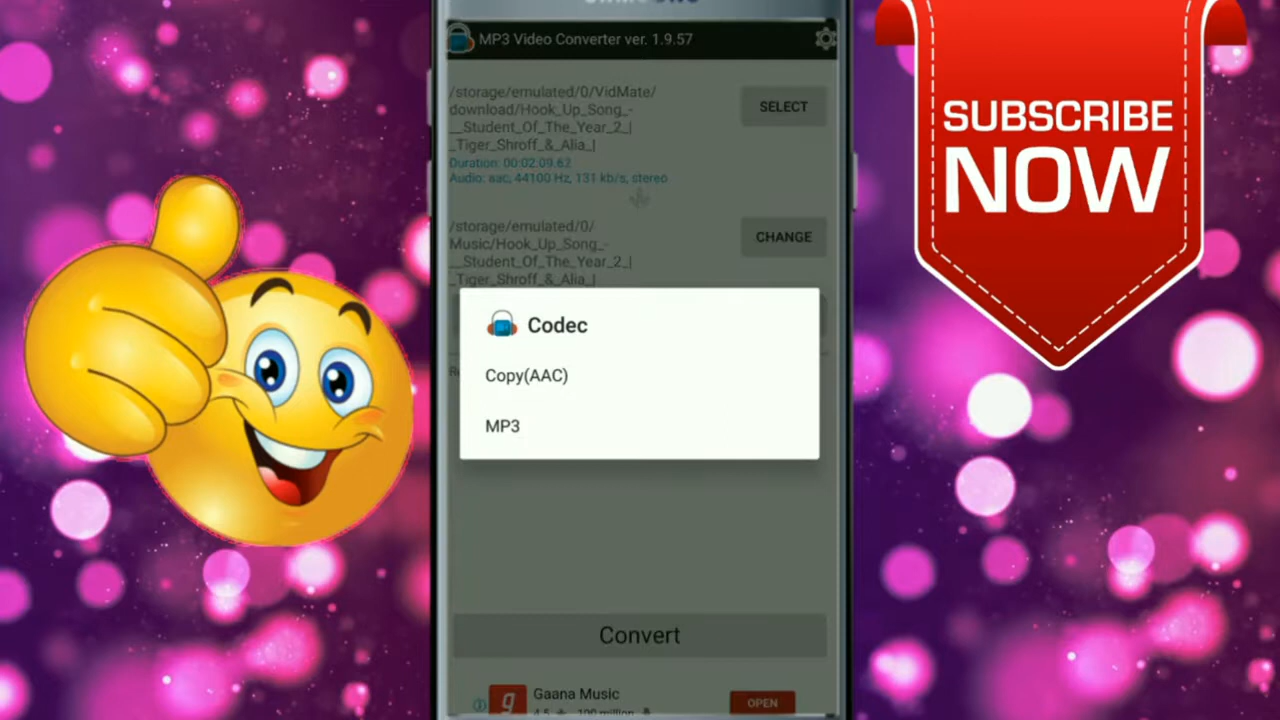 MP3 Video Converter ver. 1.9.57
/storage/emulated/0/VidMate/
download/Hook_Up_Song_-
__Student_Of_The_Year_2_|
_Tiger_Shroff_&_Alia_|
SELECT
Duration: 00:02:09.62
Audio: aac, 44100 Hz, 131 kb/s, stereo
/storage/emulated/0/
Music/Hook_Up_Song_-
__Student_Of_The_Year_2_|
_Tiger_Shroff_&_Alia_|
CHANGE
Codec
Copy(AAC)
MP3
Convert
Gaana Music
OPEN
SUBSCRIBE
NOW